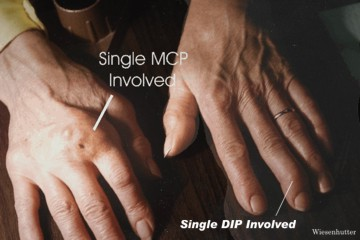 Single MCP
Involved
Single DIP Involved
Wiesenhutter